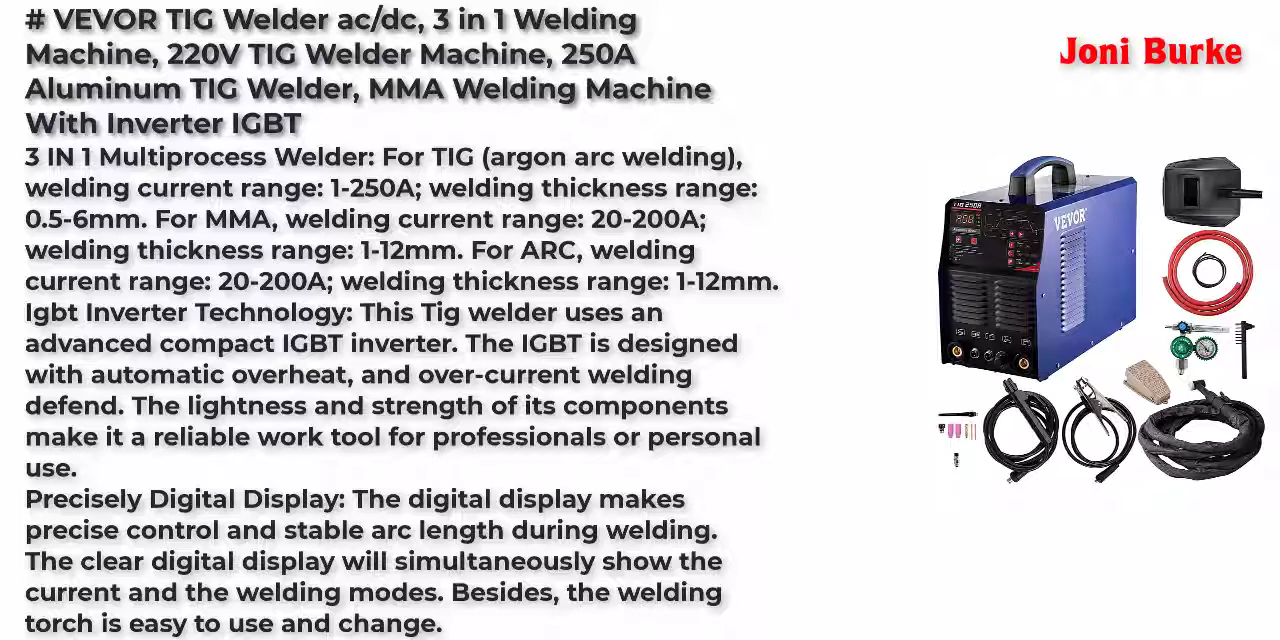 # VEVOR TIG Welder ac/dc, 3 in 1 Welding
Machine, 220V TIG Welder Machine, 250A
Aluminum TIG Welder, MMA Welding Machine
With Inverter IGBT
3 IN 1 Multiprocess Welder: For TIG (argon arc welding),
welding current range: 1-250A; welding thickness range:
0.5-6mm. For MMA, welding current range: 20-200A;
welding thickness range: 1-12mm. For ARC, welding
current range: 20-200A; welding thickness range: 1-12mm.
Igbt Inverter Technology: This Tig welder uses an
advanced compact IGBT inverter. The IGBT is designed
with automatic overheat, and over-current welding
defend. The lightness and strength of its components
make it a reliable work tool for professionals or personal
use.
Precisely Digital Display: The digital display makes
precise control and stable arc length during welding.
The clear digital display will simultaneously show the
current and the welding modes. Besides, the welding
torch is easy to use and change.
Joni Burke
TIG 250A
VEVOR